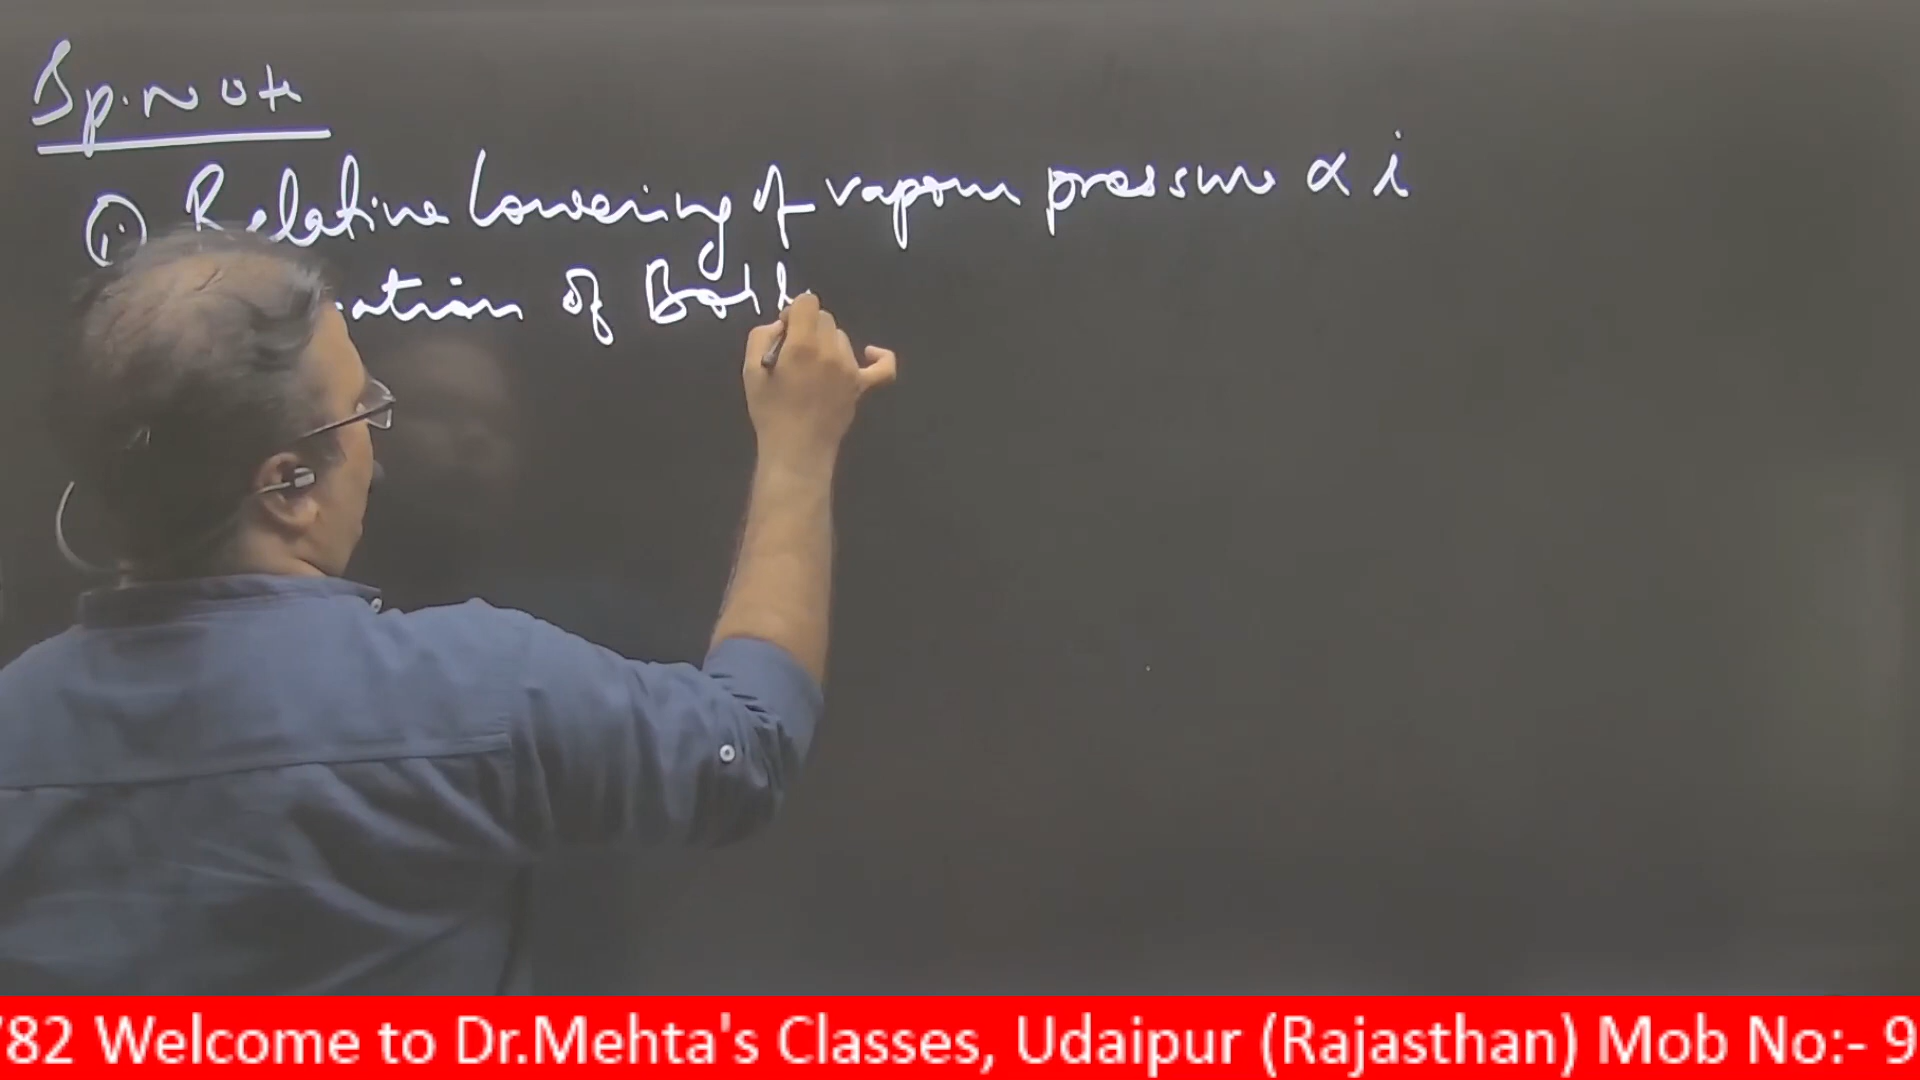 Sp. Note
(i) Relative lowering of vapour pressure ∝ i
ation of Boil
782 Welcome to Dr.Mehta's Classes, Udaipur (Rajasthan) Mob No:- 9